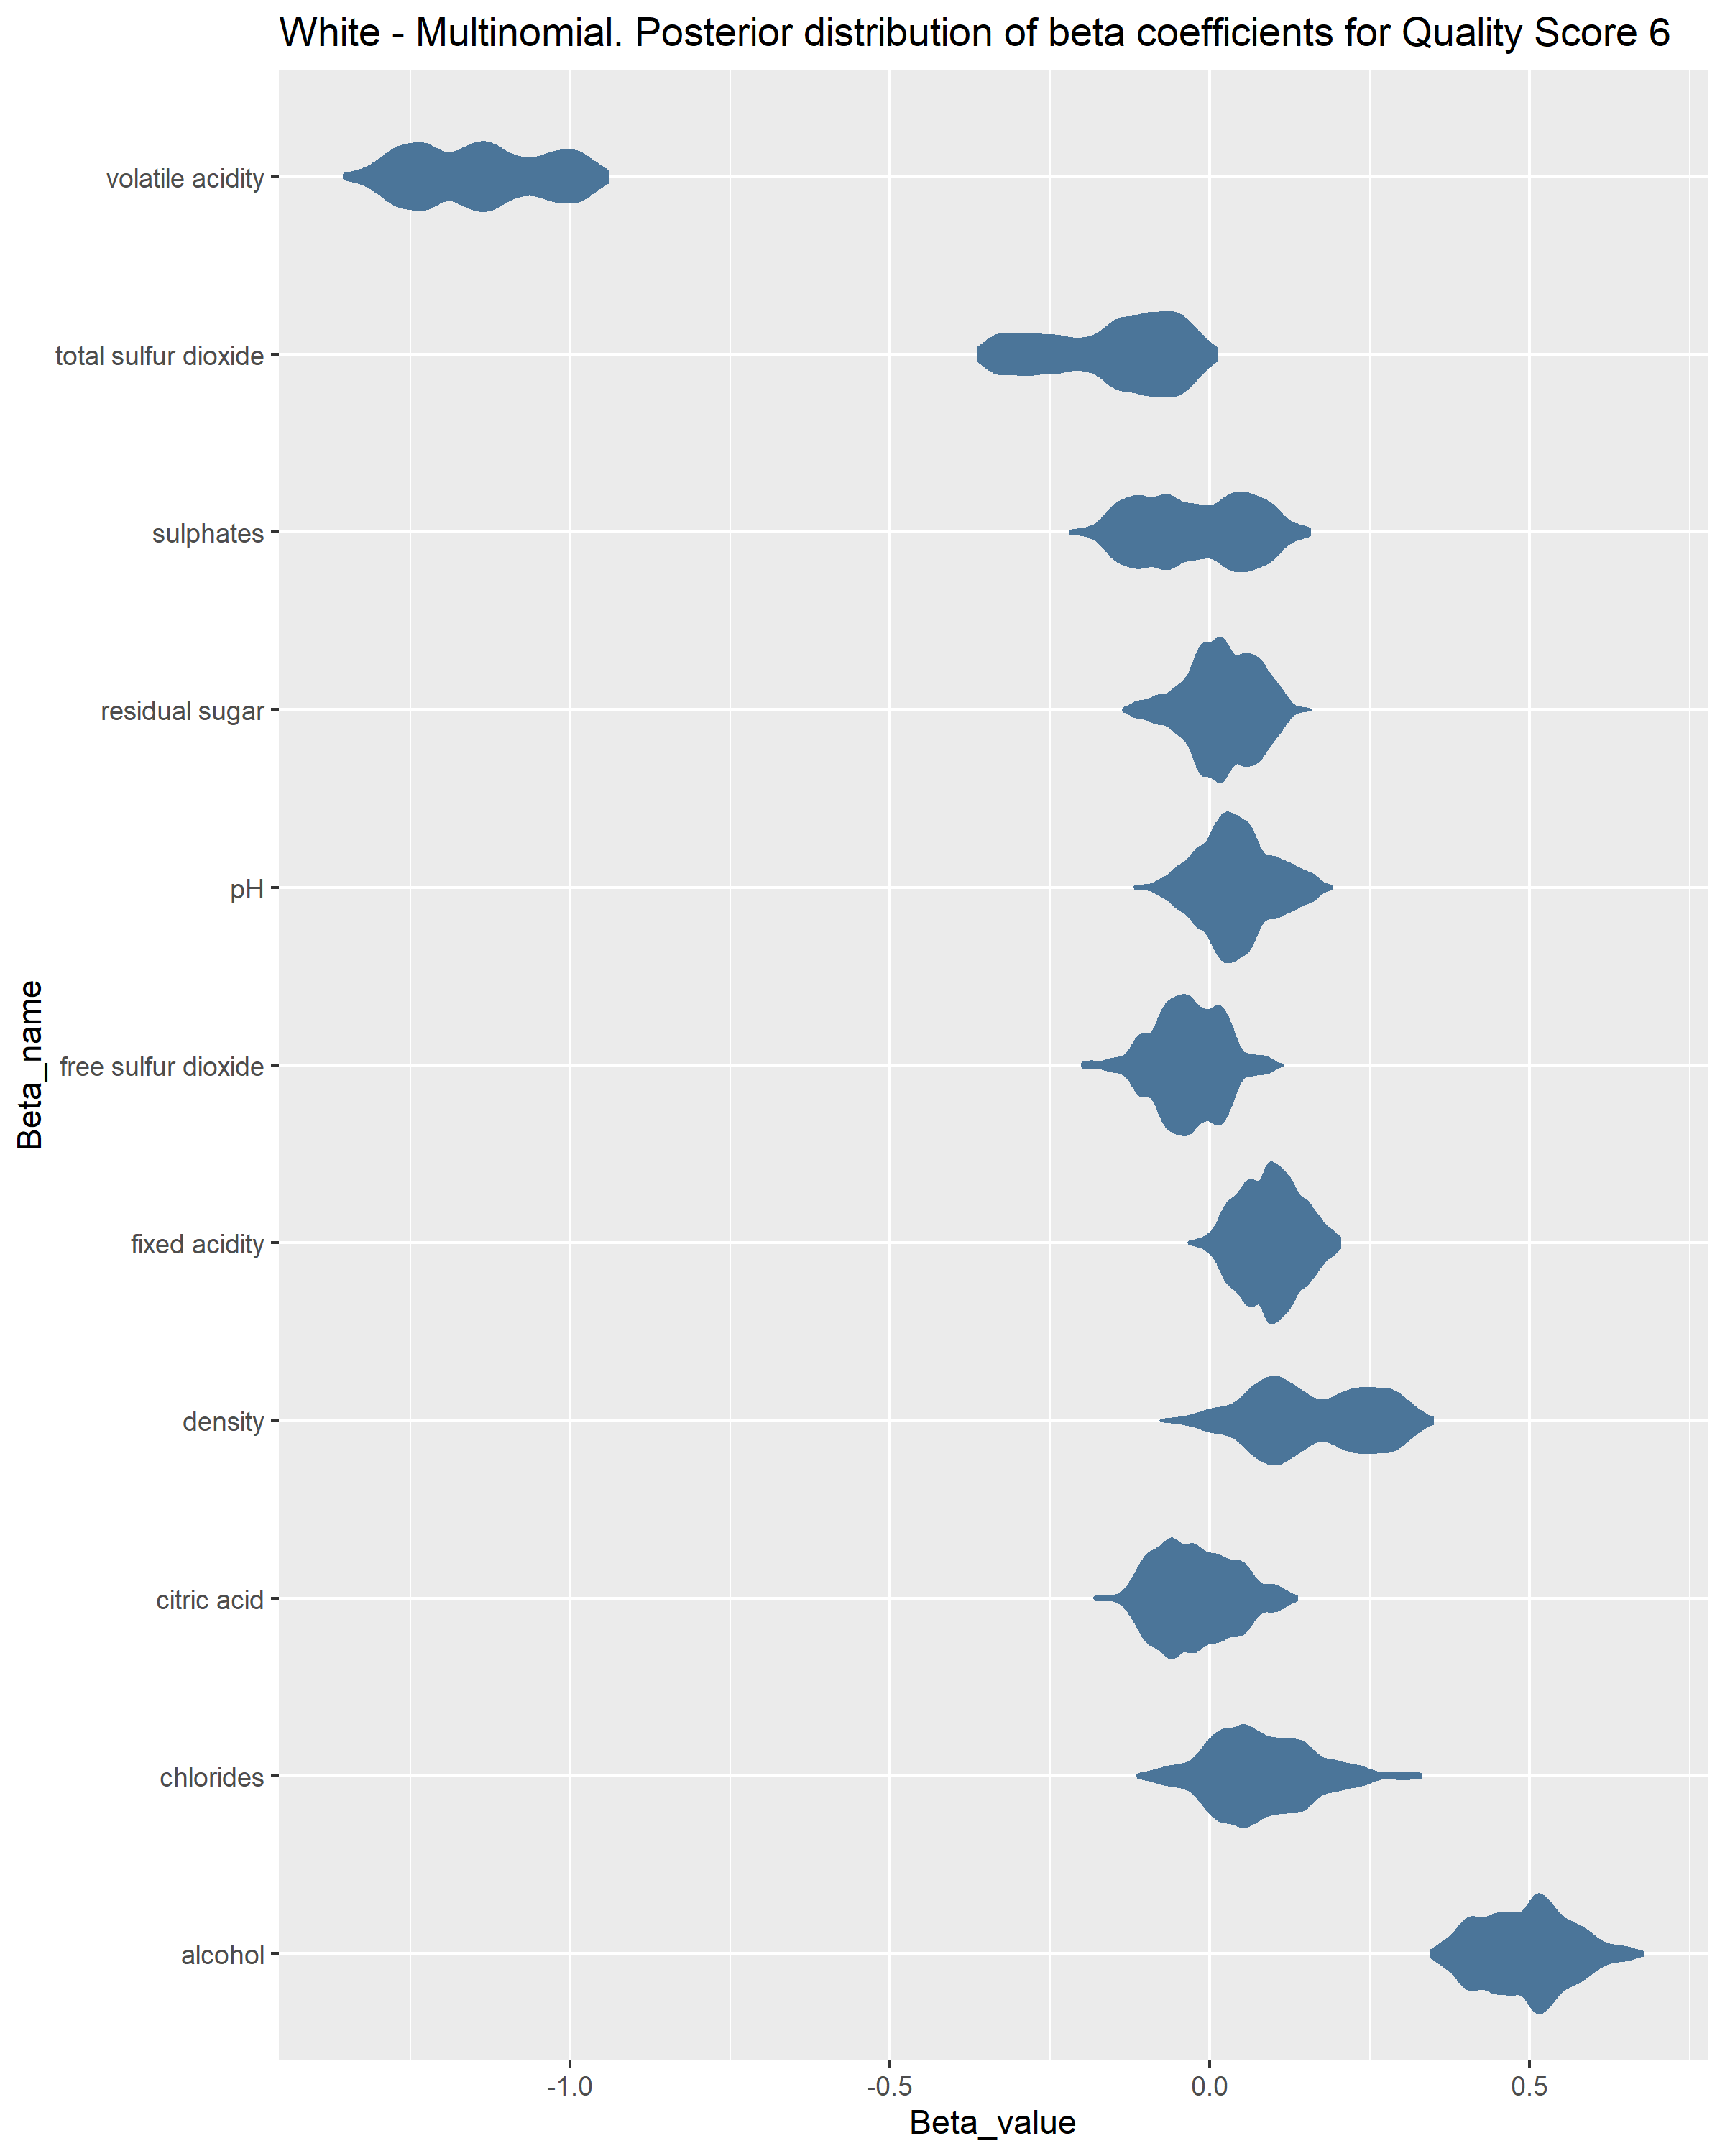 White - Multinomial. Posterior distribution of beta coefficients for Quality Score 6
volatile acidity
total sulfur dioxide
sulphates
residual sugar
pH
free sulfur dioxide
fixed acidity
density
citric acid
chlorides
alcohol
Beta_name
-1.0 -0.5 0.0 0.5
Beta_value